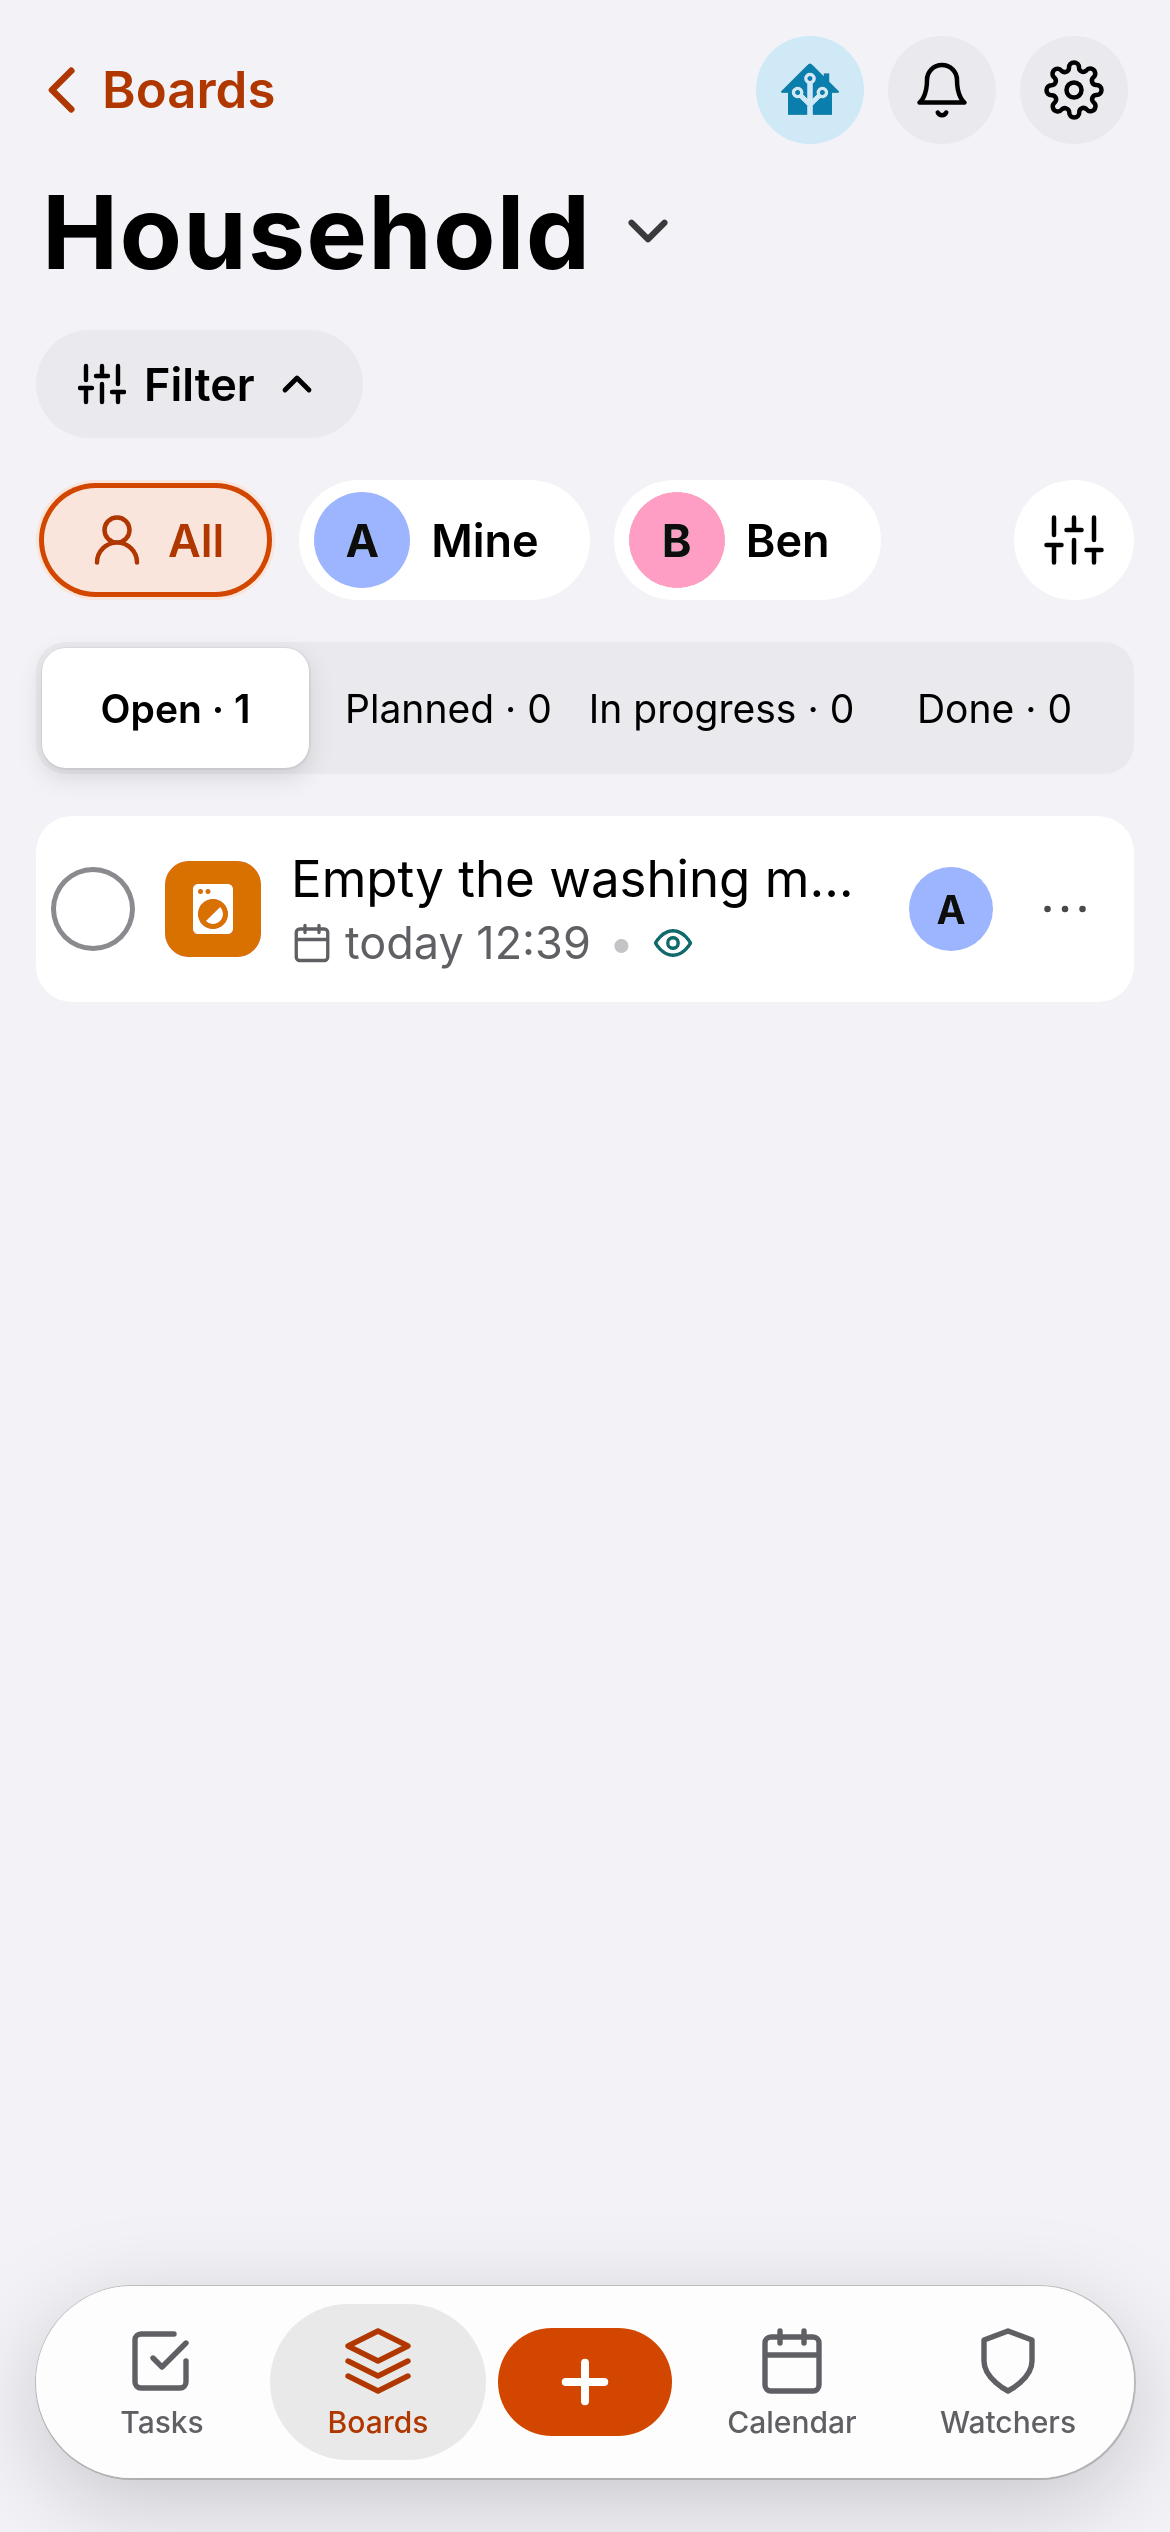 Boards
Household
Filter
All
A Mine
B Ben
Open · 1
Planned · 0
In progress · 0
Done · 0
Empty the washing m...
today 12:39
A
Tasks
Boards
Calendar
Watchers